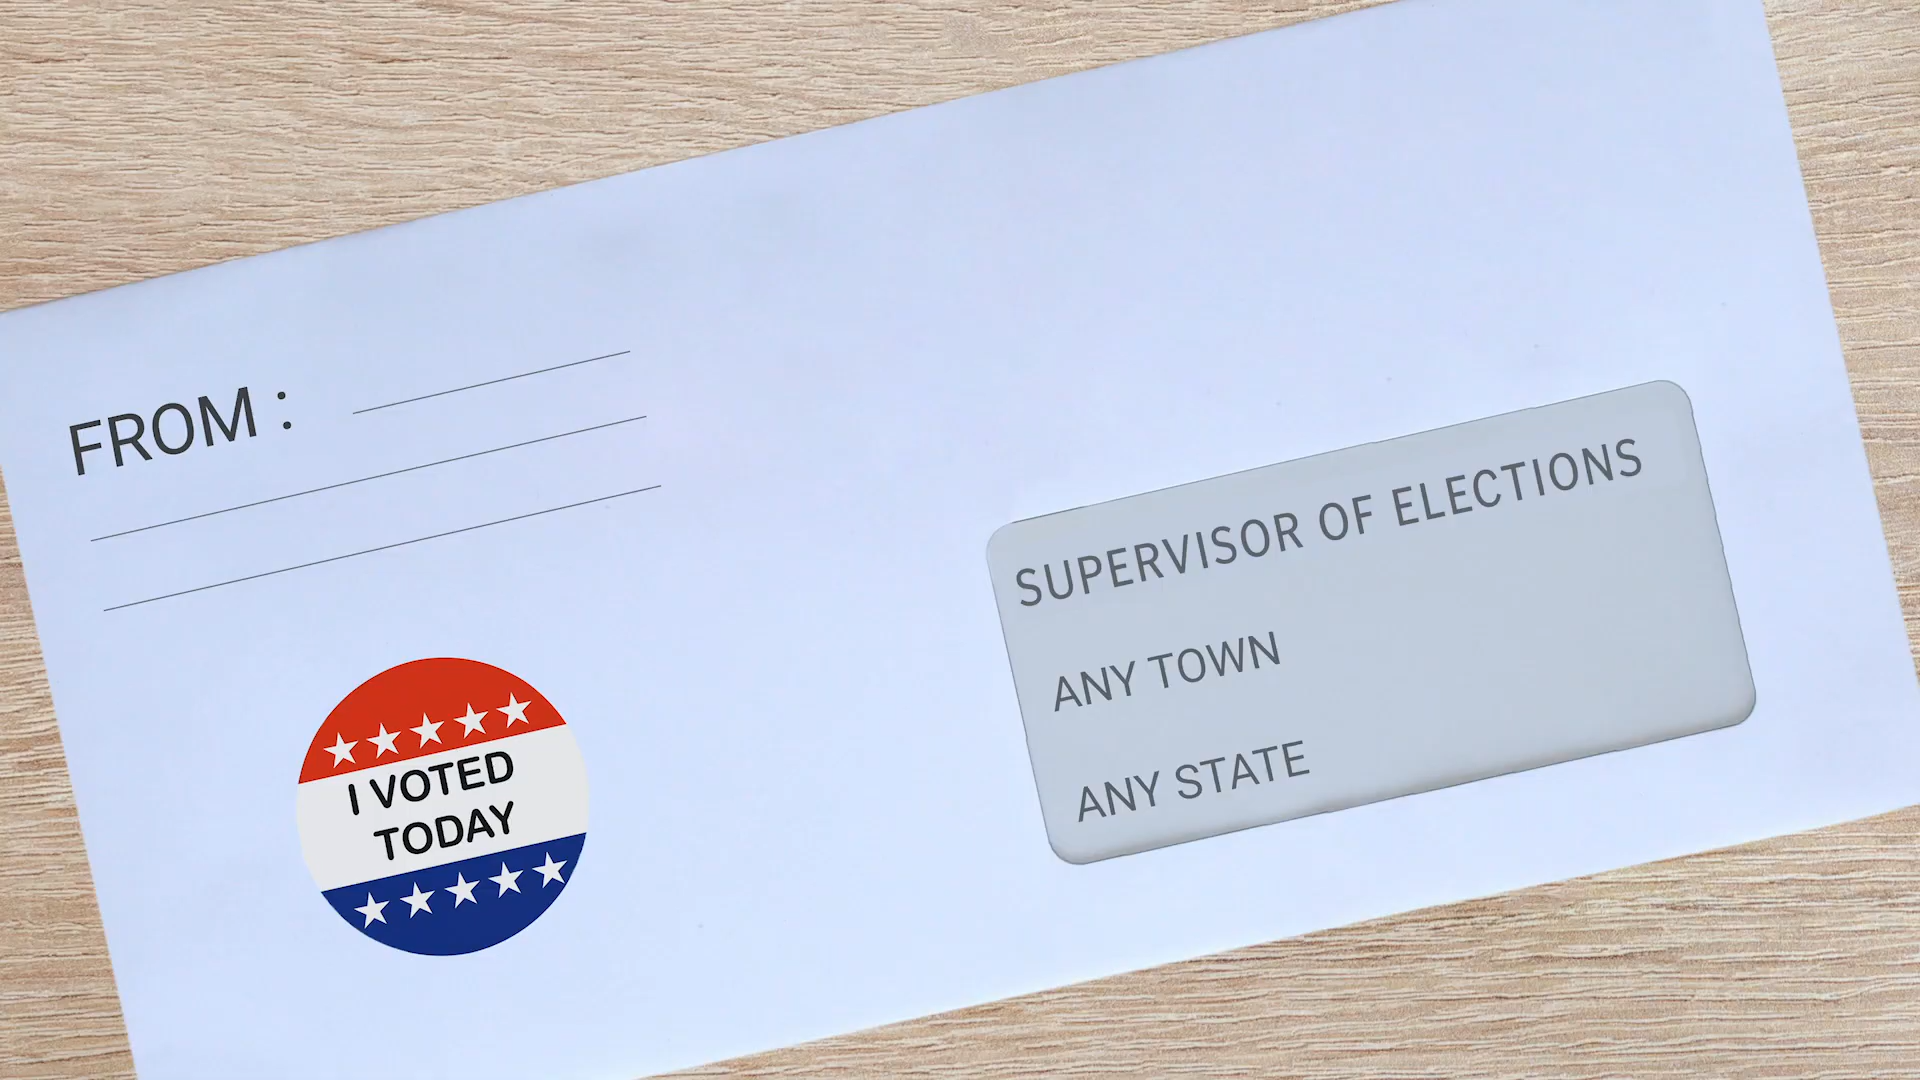 FROM :
I VOTED
TODAY
SUPERVISOR OF ELECTIONS
ANY TOWN
ANY STATE